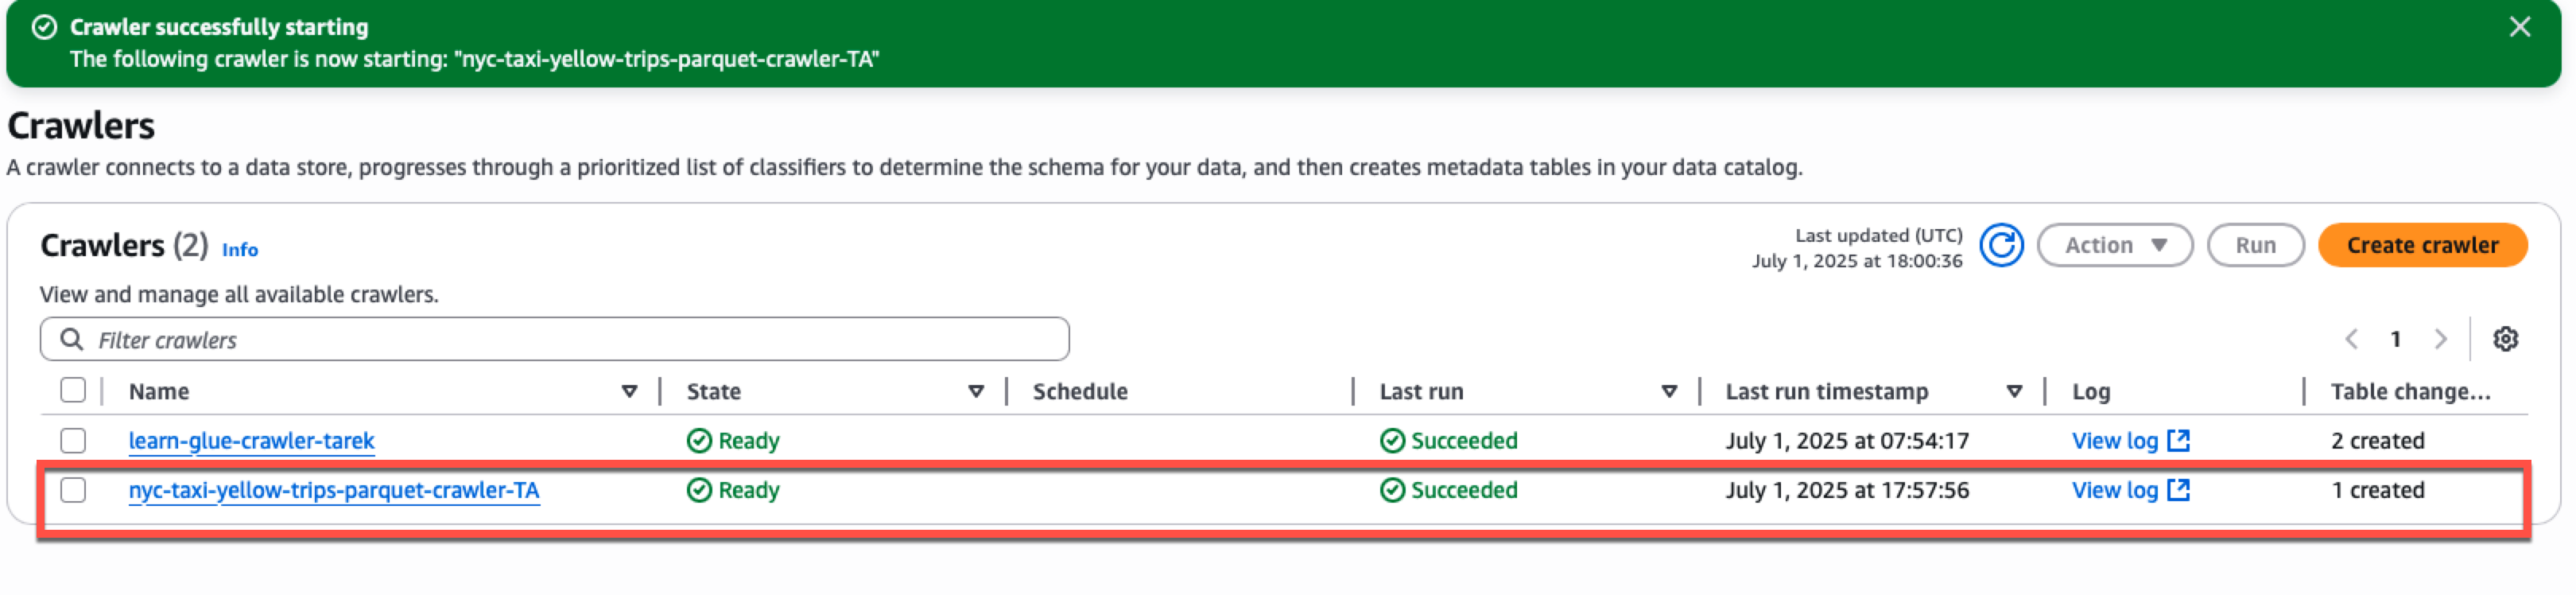 Crawler successfully starting
The following crawler is now starting: "nyc-taxi-yellow-trips-parquet-crawler-TA"
Crawlers
A crawler connects to a data store, progresses through a prioritized list of classifiers to determine the schema for your data, and then creates metadata tables in your data catalog.
Crawlers (2) Info
Last updated (UTC)
July 1, 2025 at 18:00:36
Action
Run
Create crawler
View and manage all available crawlers.
Filter crawlers
1
Name State Schedule Last run Last run timestamp Log Table change...
learn-glue-crawler-tarek Ready Succeeded July 1, 2025 at 07:54:17 View log 2 created
nyc-taxi-yellow-trips-parquet-crawler-TA Ready Succeeded July 1, 2025 at 17:57:56 View log 1 created